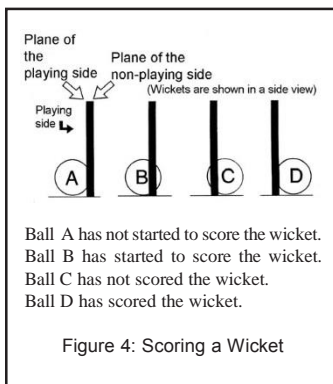 Plane of
the
playing side
Plane of the
non-playing side
(Wickets are shown in a side view)
Playing
side
A
B
C
D
Ball A has not started to score the wicket.
Ball B has started to score the wicket.
Ball C has not scored the wicket.
Ball D has scored the wicket.
Figure 4: Scoring a Wicket